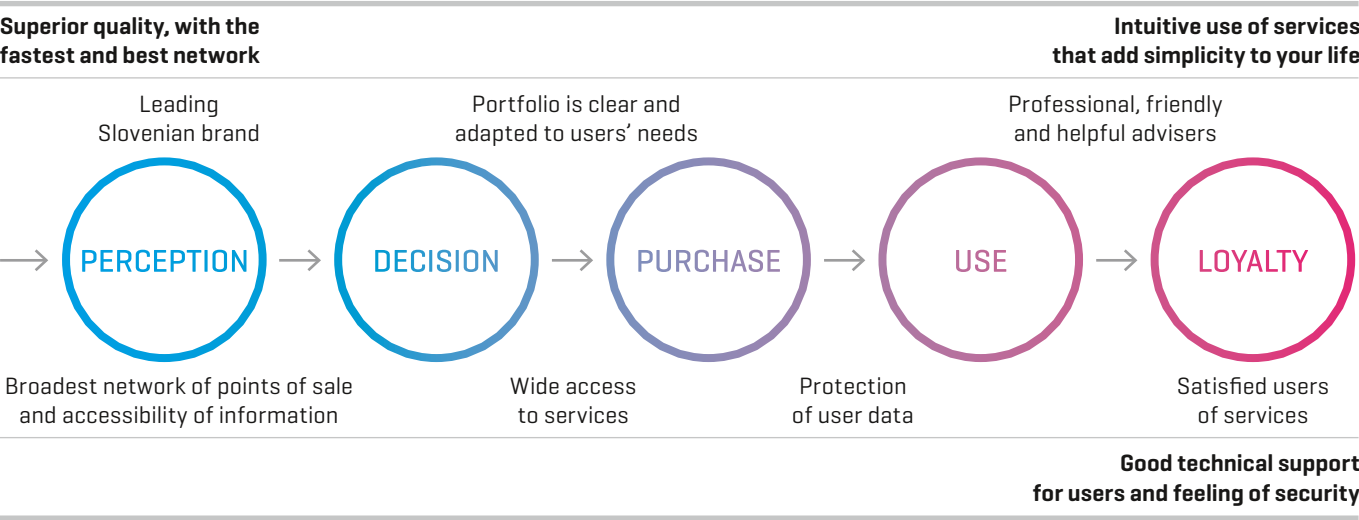 Superior quality, with the
fastest and best network
Intuitive use of services
that add simplicity to your life
Leading
Slovenian brand
Portfolio is clear and
adapted to users’ needs
Professional, friendly
and helpful advisers
PERCEPTION
DECISION
PURCHASE
USE
LOYALTY
Broadest network of points of sale
and accessibility of information
Wide access
to services
Protection
of user data
Satisfied users
of services
Good technical support
for users and feeling of security